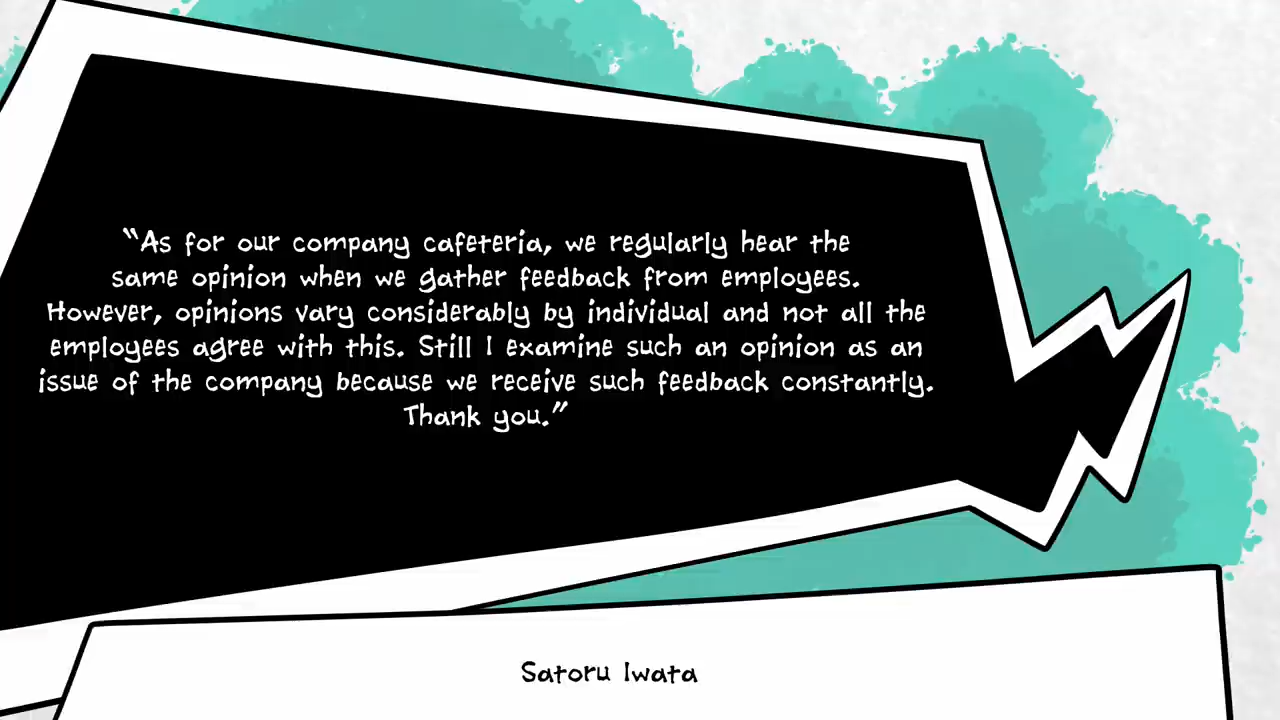 “As for our company cafeteria, we regularly hear the
same opinion when we gather feedback from employees.
However, opinions vary considerably by individual and not all the
employees agree with this. Still I examine such an opinion as an
issue of the company because we receive such feedback constantly.
Thank you.”
Satoru Iwata